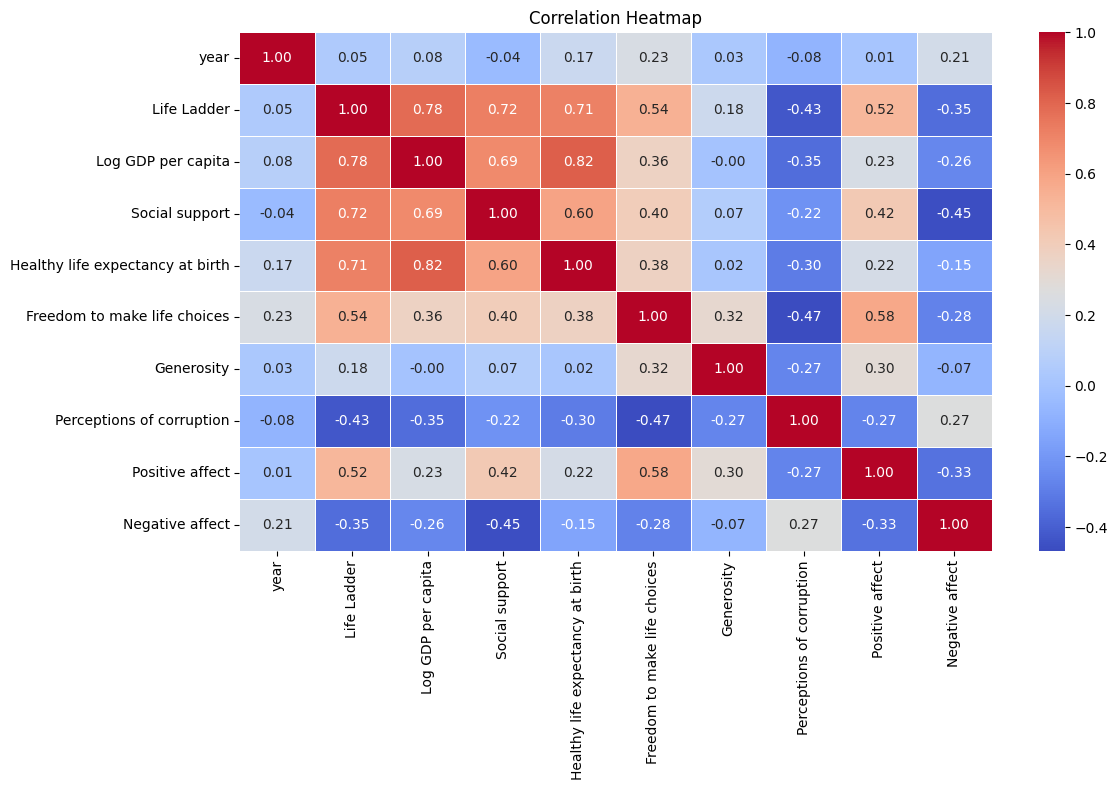 Correlation Heatmap
year 1.00 0.05 0.08 -0.04 0.17 0.23 0.03 -0.08 0.01 0.21
Life Ladder 0.05 1.00 0.78 0.72 0.71 0.54 0.18 -0.43 0.52 -0.35
Log GDP per capita 0.08 0.78 1.00 0.69 0.82 0.36 -0.00 -0.35 0.23 -0.26
Social support -0.04 0.72 0.69 1.00 0.60 0.40 0.07 -0.22 0.42 -0.45
Healthy life expectancy at birth 0.17 0.71 0.82 0.60 1.00 0.38 0.02 -0.30 0.22 -0.15
Freedom to make life choices 0.23 0.54 0.36 0.40 0.38 1.00 0.32 -0.47 0.58 -0.28
Generosity 0.03 0.18 -0.00 0.07 0.02 0.32 1.00 -0.27 0.30 -0.07
Perceptions of corruption -0.08 -0.43 -0.35 -0.22 -0.30 -0.47 -0.27 1.00 -0.27 0.27
Positive affect 0.01 0.52 0.23 0.42 0.22 0.58 0.30 -0.27 1.00 -0.33
Negative affect 0.21 -0.35 -0.26 -0.45 -0.15 -0.28 -0.07 0.27 -0.33 1.00
year
Life Ladder
Log GDP per capita
Social support
Healthy life expectancy at birth
Freedom to make life choices
Generosity
Perceptions of corruption
Positive affect
Negative affect
1.0
0.8
0.6
0.4
0.2
0.0
−0.2
−0.4